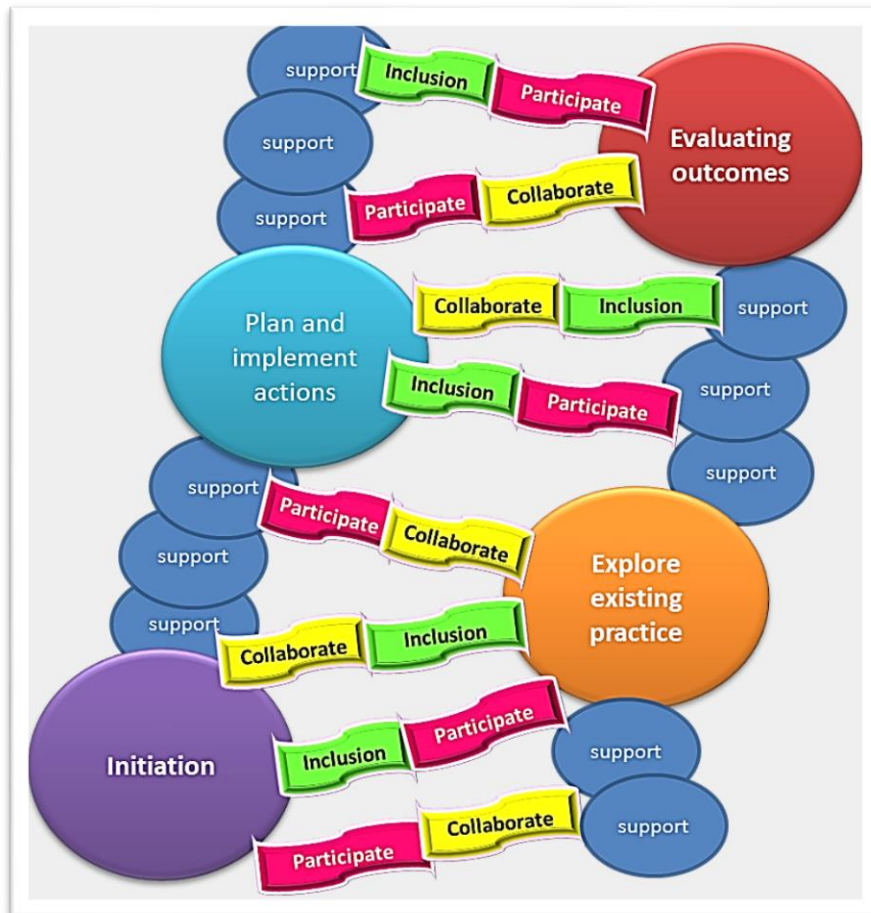 support
Inclusion
Participate
Evaluating
outcomes
support
support
Participate
Collaborate
Collaborate
Inclusion
support
Plan and
implement
actions
Inclusion
Participate
support
support
support
Participate
Collaborate
Explore
existing
practice
support
support
Collaborate
Inclusion
Initiation
Inclusion
Participate
support
Participate
Collaborate
support